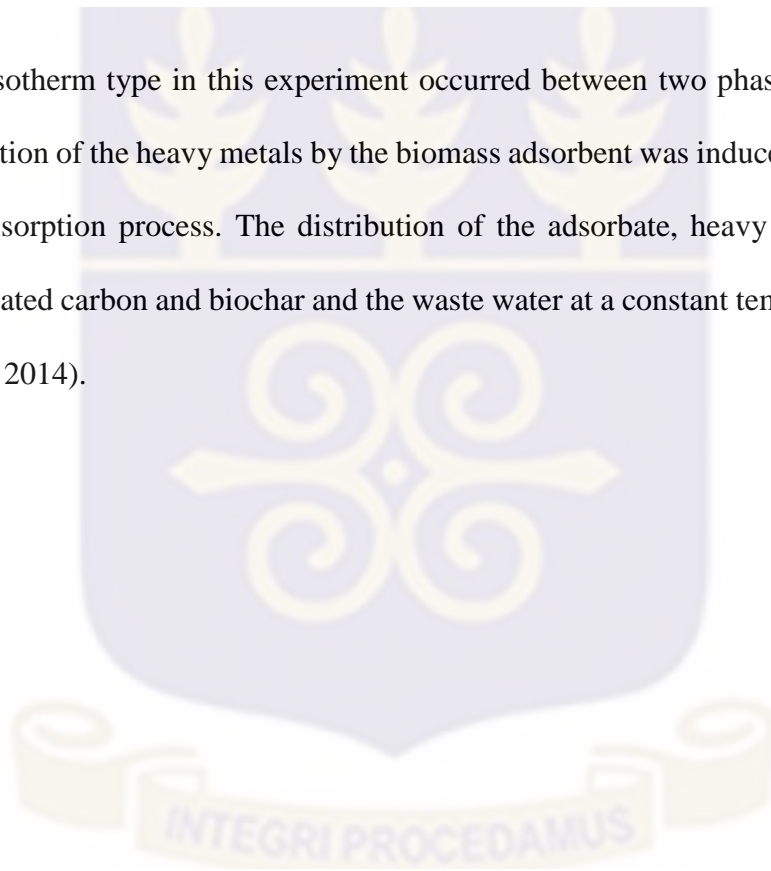 sotherm type in this experiment occurred between two phas
tion of the heavy metals by the biomass adsorbent was induce
sorption process. The distribution of the adsorbate, heavy
ated carbon and biochar and the waste water at a constant ten
2014).
INTEGRI PROCEDAMUS